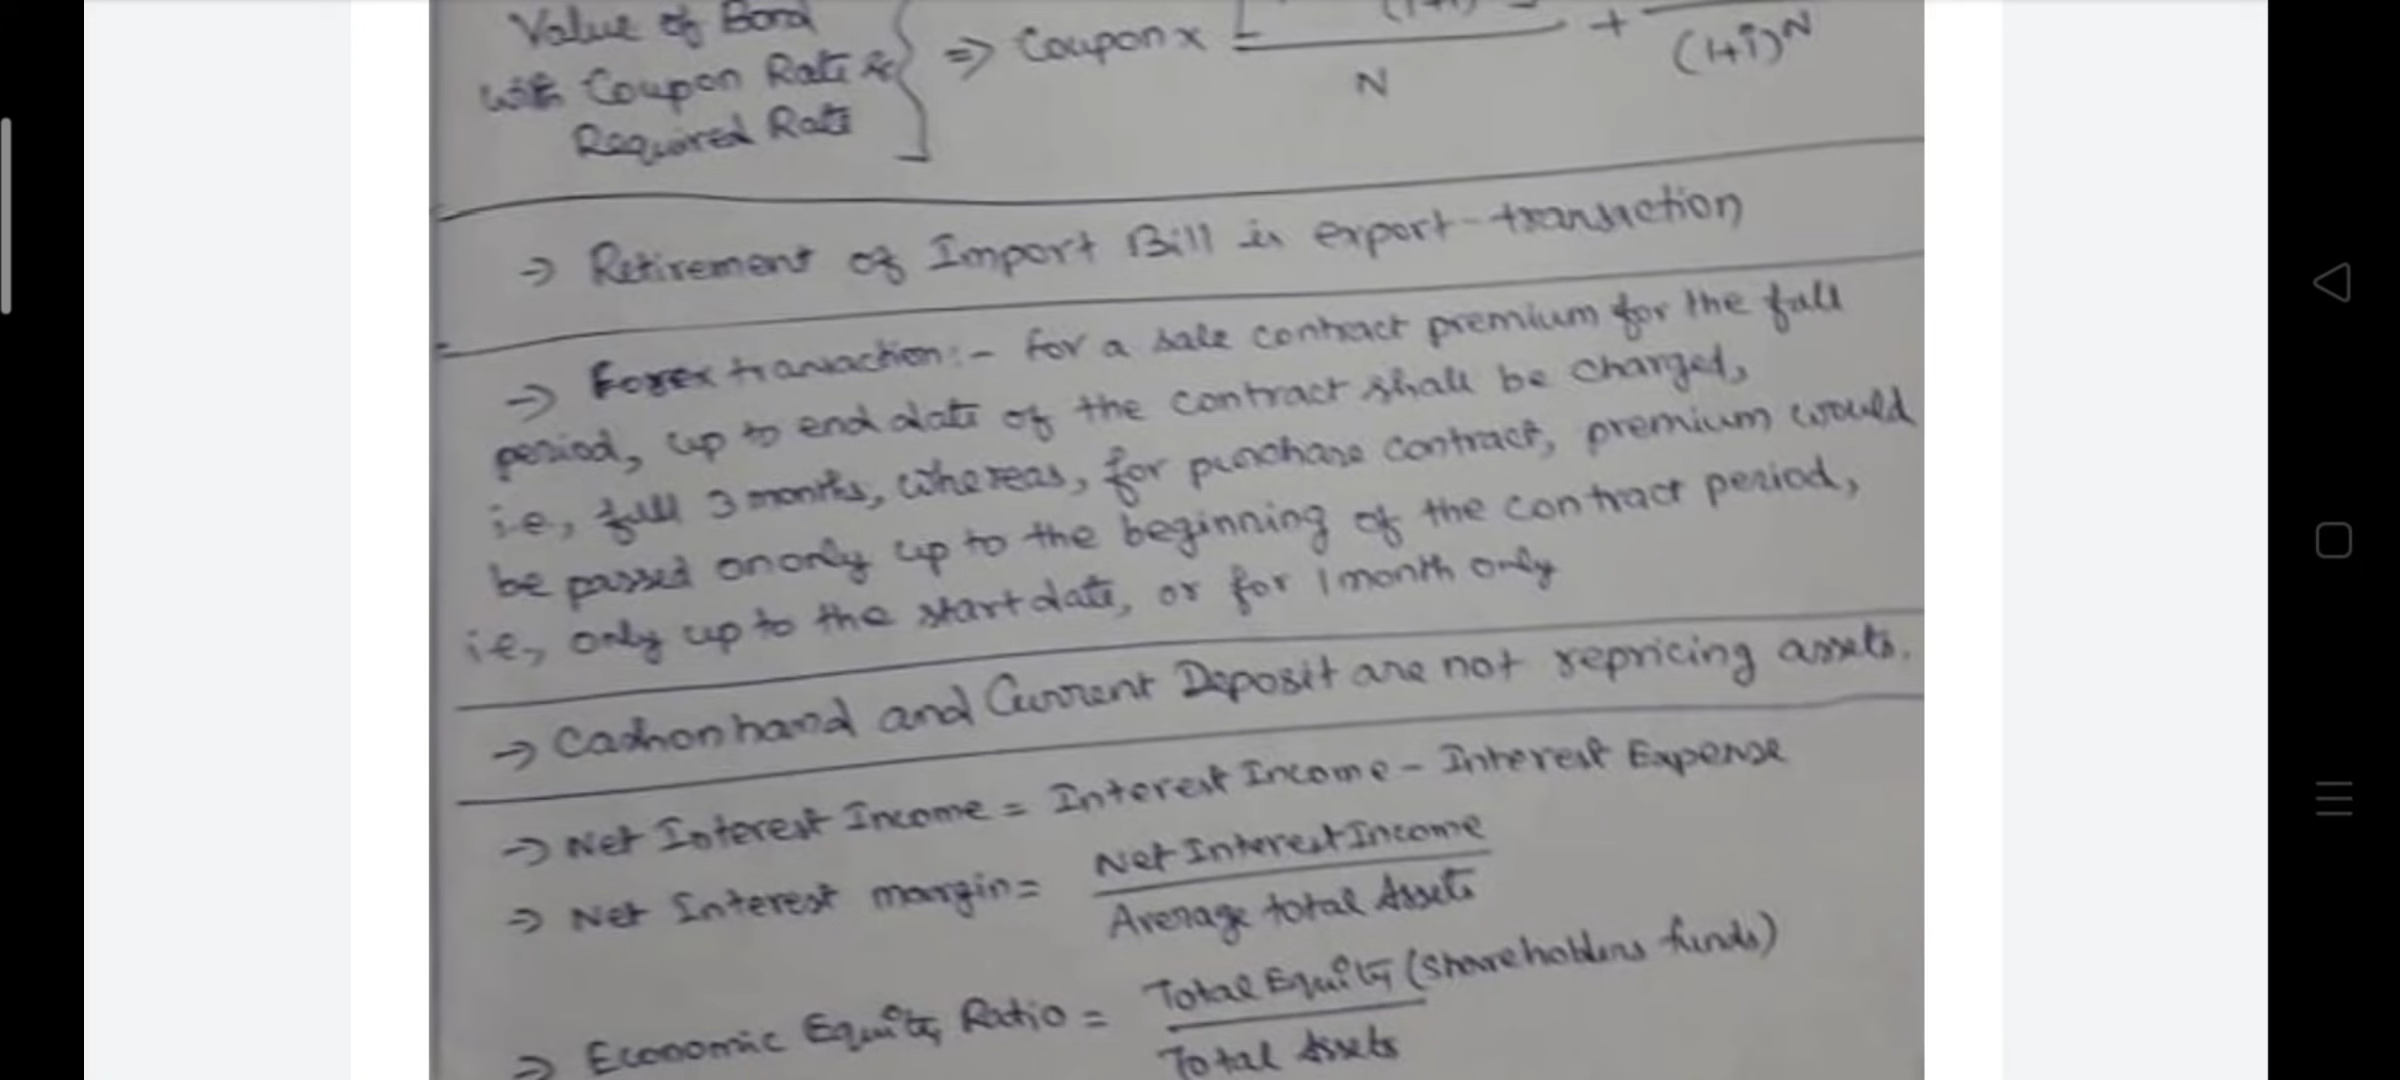 Value of Bond
with Coupon Rate &
Required Rate
=> Coupon x
N
+
(1+i)^N
→ Retirement of Import Bill is export transaction
→ Forex transaction:- for a sale contract premium for the full
period, up to end date of the contract shall be charged,
i.e., full 3 months, whereas, for purchase contract, premium would
be passed on only up to the beginning of the contract period,
i.e., only up to the start date, or for 1 month only
→ Cash on hand and Current Deposit are not repricing assets.
→ Net Interest Income = Interest Income - Interest Expense
→ Net Interest margin = Net Interest Income
Average total Assets
→ Economic Equity Ratio = Total Equity (Shareholders funds)
Total Assets